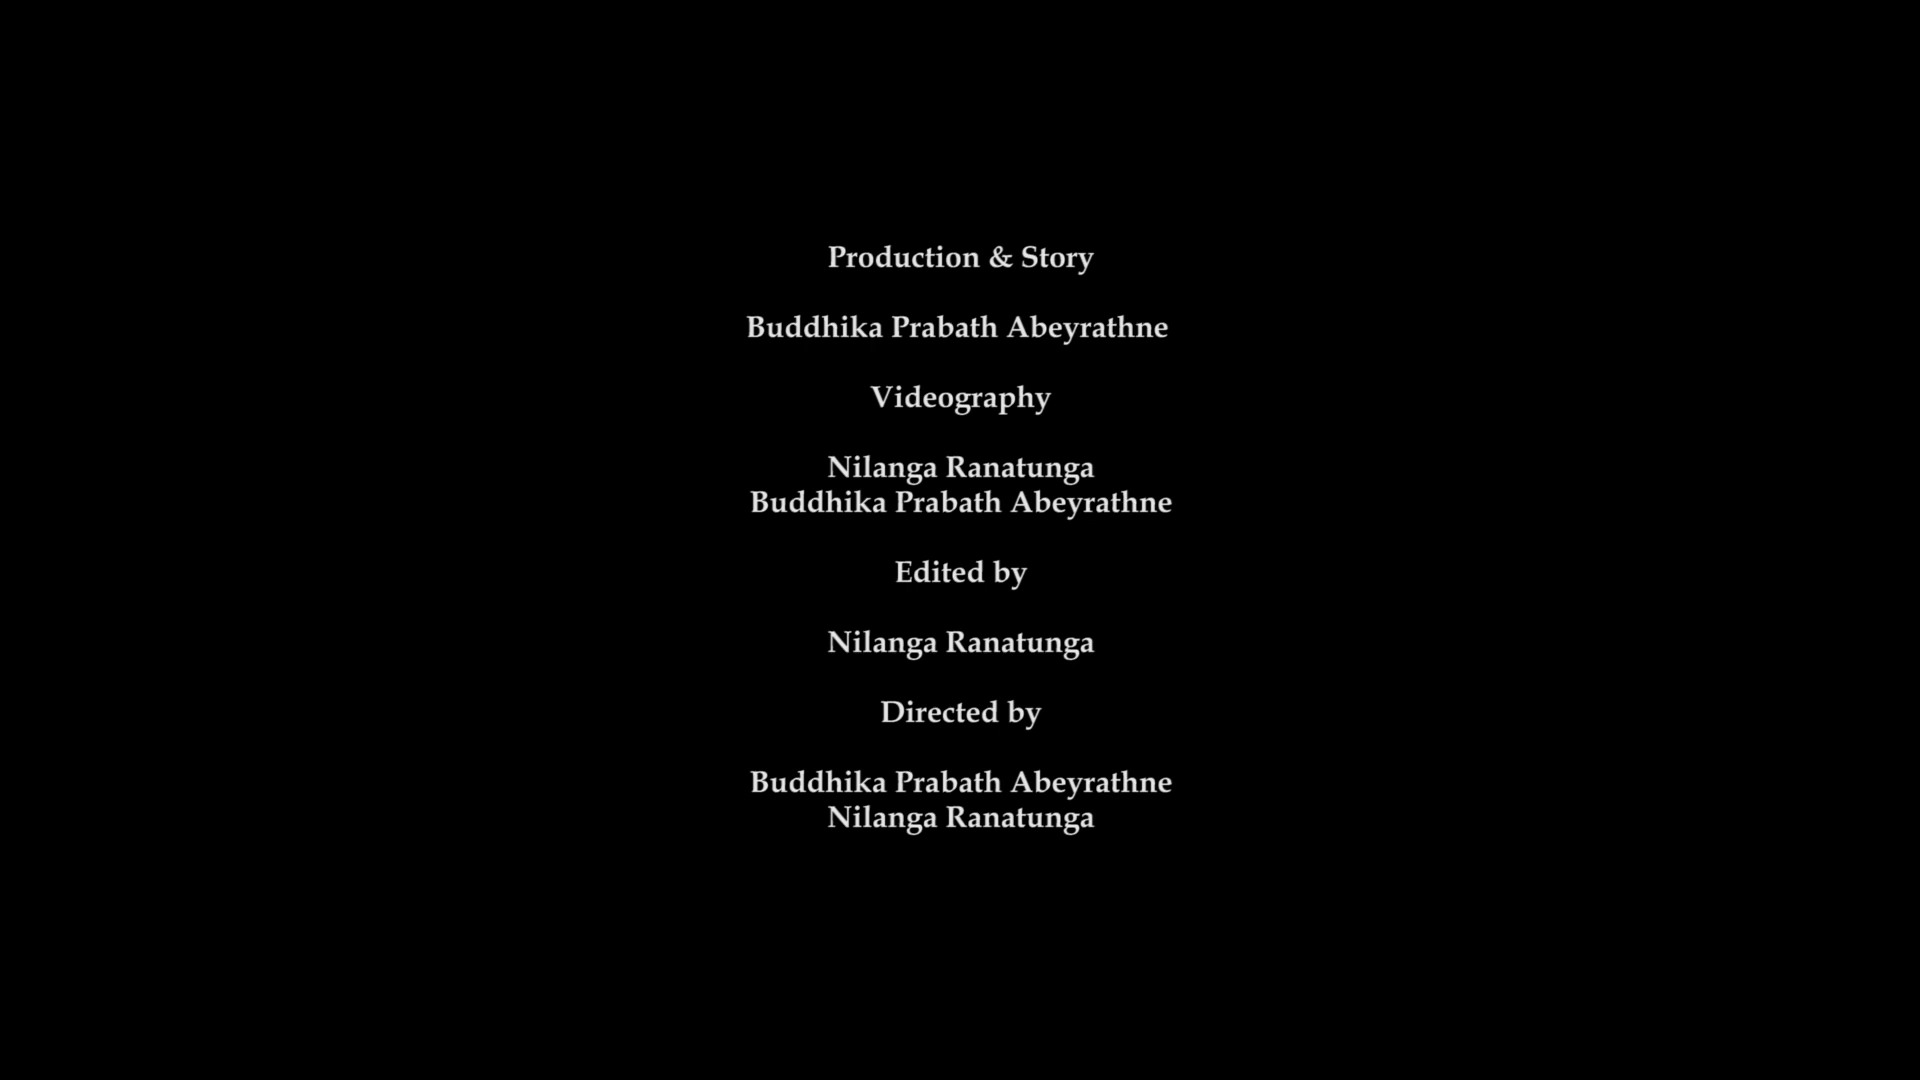 Production & Story
Buddhika Prabath Abeyrathne
Videography
Nilanga Ranatunga
Buddhika Prabath Abeyrathne
Edited by
Nilanga Ranatunga
Directed by
Buddhika Prabath Abeyrathne
Nilanga Ranatunga